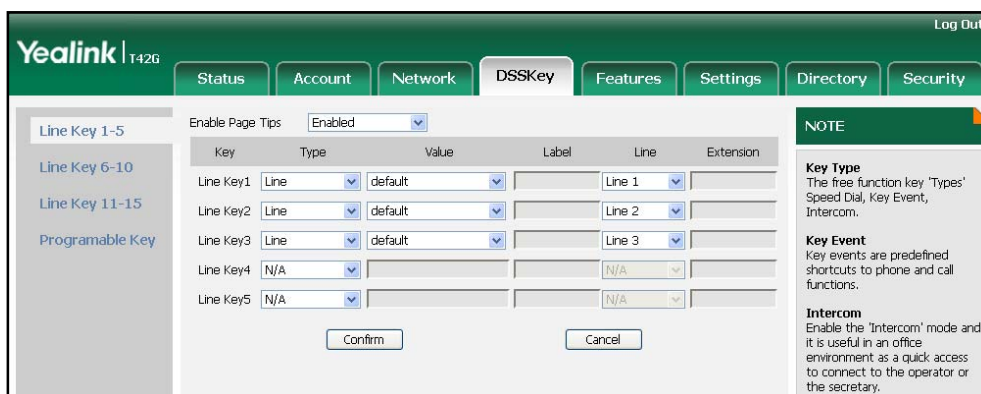 Log Out
Yealink | T42G
Status Account Network DSSKey Features Settings Directory Security
Line Key 1-5
Line Key 6-10
Line Key 11-15
Programable Key
Enable Page Tips Enabled
Key Type Value Label Line Extension
Line Key1 Line default Line 1
Line Key2 Line default Line 2
Line Key3 Line default Line 3
Line Key4 N/A N/A
Line Key5 N/A N/A
Confirm Cancel
NOTE
Key Type
The free function key 'Types'
Speed Dial, Key Event,
Intercom.
Key Event
Key events are predefined
shortcuts to phone and call
functions.
Intercom
Enable the 'Intercom' mode and
it is useful in an office
environment as a quick access
to connect to the operator or
the secretary.